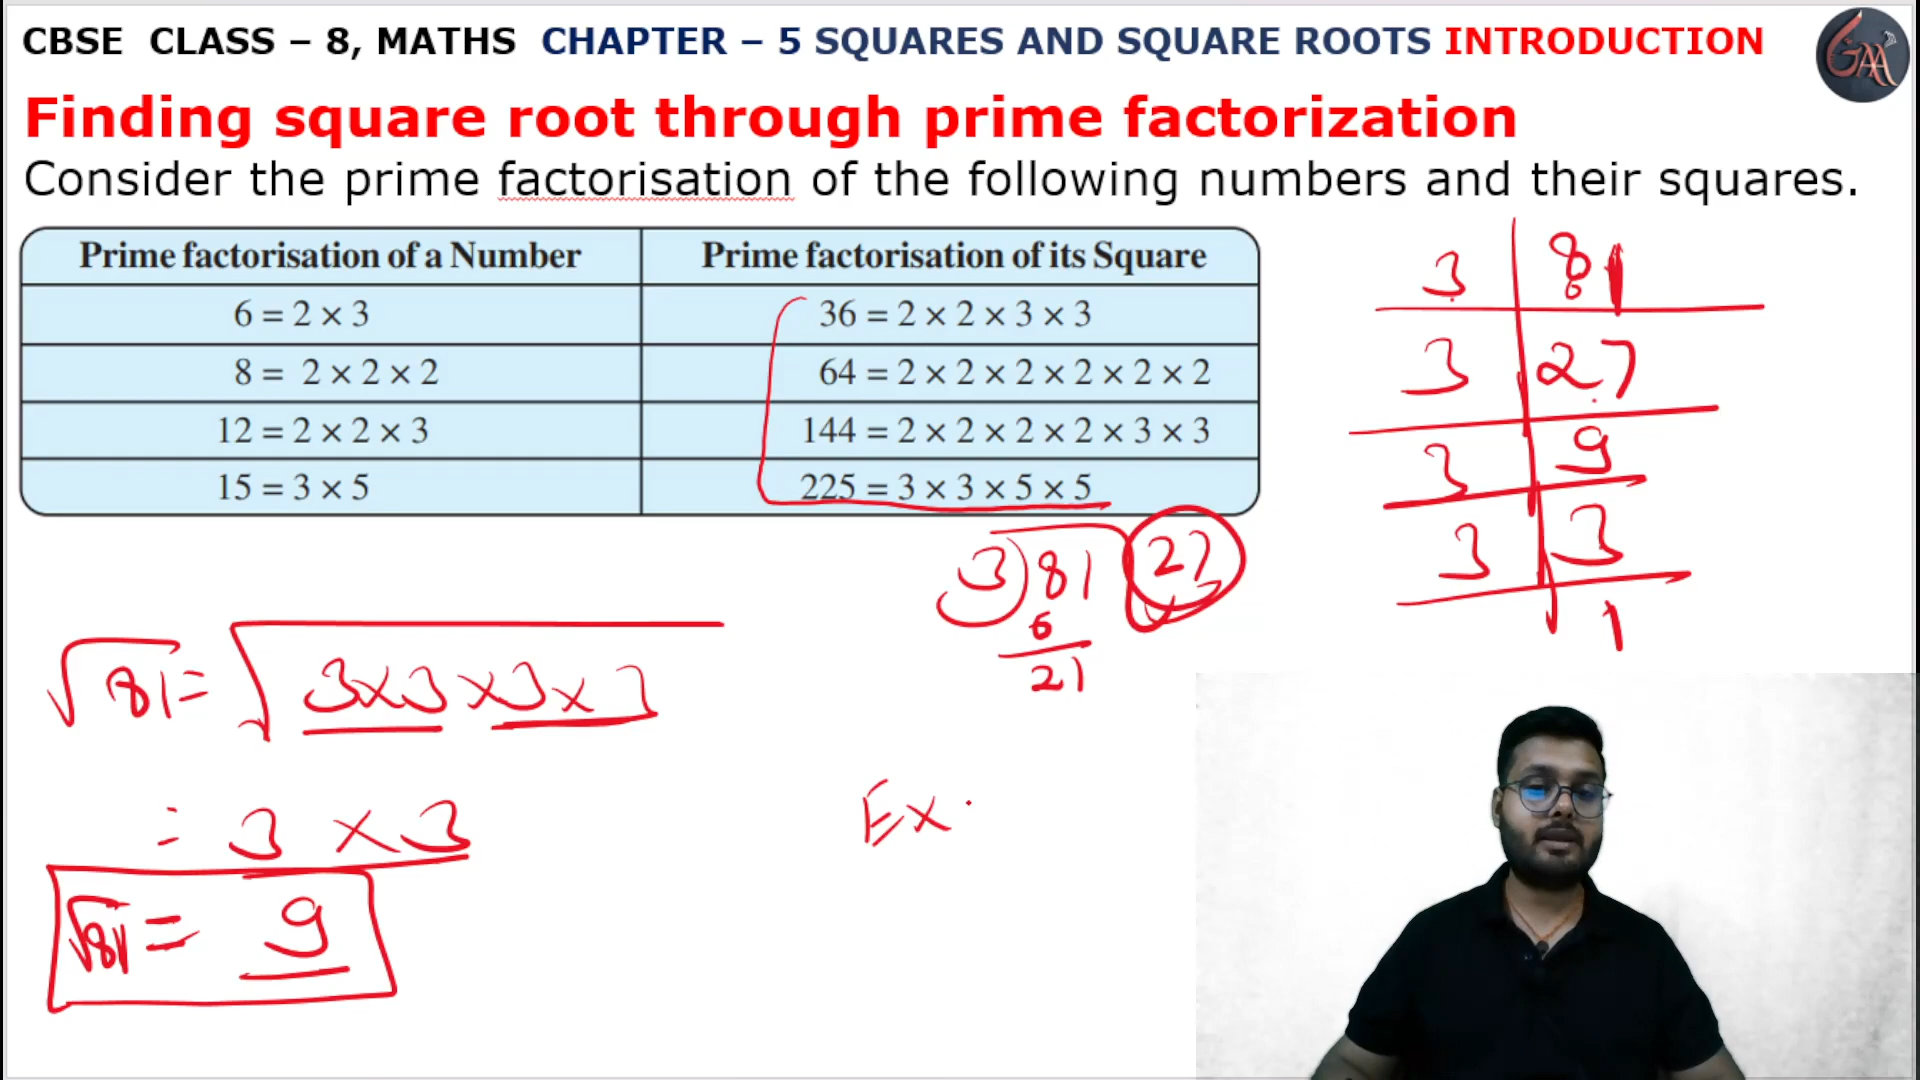 CBSE CLASS – 8, MATHS CHAPTER – 5 SQUARES AND SQUARE ROOTS INTRODUCTION
Finding square root through prime factorization
Consider the prime factorisation of the following numbers and their squares.
Prime factorisation of a Number Prime factorisation of its Square
6 = 2 × 3 36 = 2 × 2 × 3 × 3
8 = 2 × 2 × 2 64 = 2 × 2 × 2 × 2 × 2 × 2
12 = 2 × 2 × 3 144 = 2 × 2 × 2 × 2 × 3 × 3
15 = 3 × 5 225 = 3 × 3 × 5 × 5
3 81
3 27
3 9
3 3
1
3)81 27
6
21
√81 = √3×3×3×3
= 3 × 3
√81 = 9
Ex